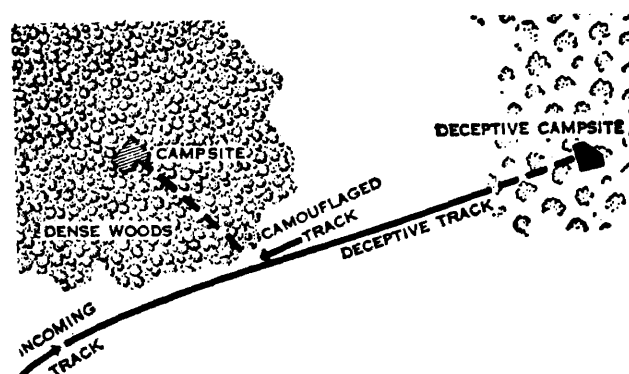 DECEPTIVE CAMPSITE
CAMPSITE
DENSE WOODS
CAMOUFLAGED
TRACK
DECEPTIVE TRACK
INCOMING
TRACK